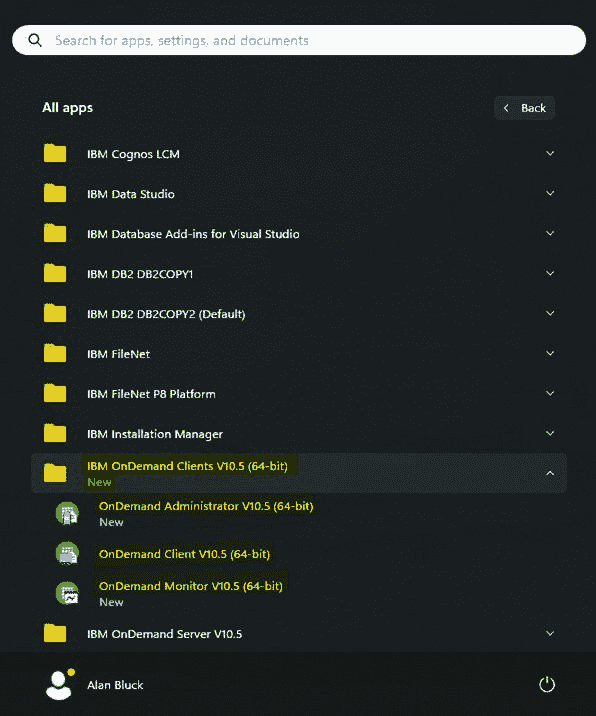 Search for apps, settings, and documents
All apps
Back
IBM Cognos LCM
IBM Data Studio
IBM Database Add-ins for Visual Studio
IBM DB2 DB2COPY1
IBM DB2 DB2COPY2 (Default)
IBM FileNet
IBM FileNet P8 Platform
IBM Installation Manager
IBM OnDemand Clients V10.5 (64-bit)
New
OnDemand Administrator V10.5 (64-bit)
New
OnDemand Client V10.5 (64-bit)
OnDemand Monitor V10.5 (64-bit)
New
IBM OnDemand Server V10.5
Alan Bluck